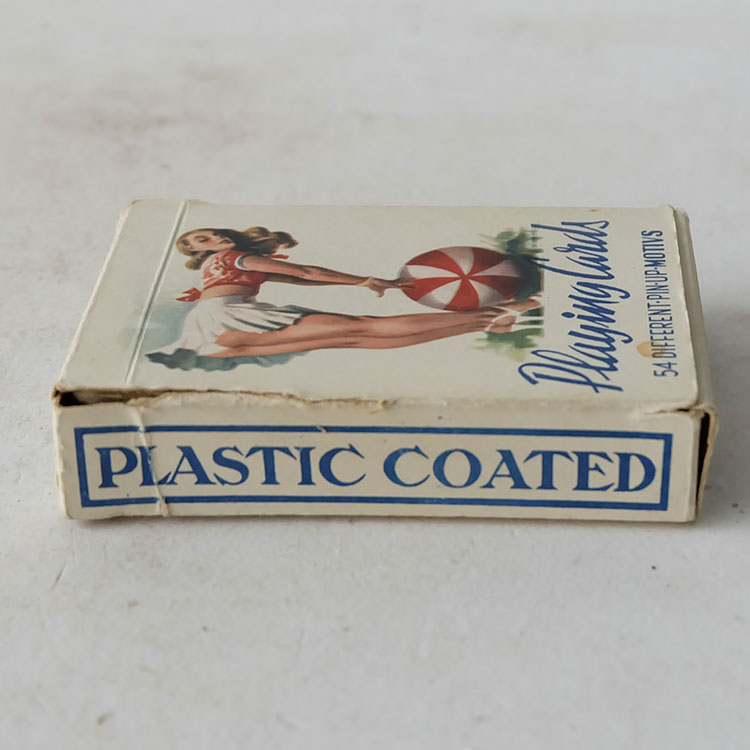 Playing Cards
54 DIFFERENT·PIN·UP·MOTIVS
PLASTIC COATED